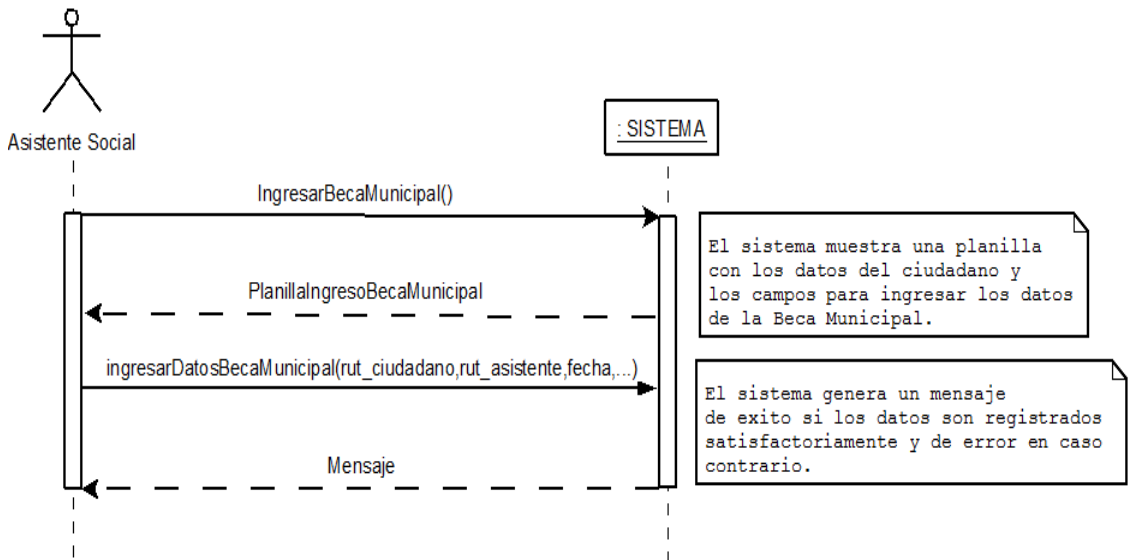 Asistente Social
: SISTEMA
IngresarBecaMunicipal()
El sistema muestra una planilla
con los datos del ciudadano y
los campos para ingresar los datos
de la Beca Municipal.
PlanillaIngresoBecaMunicipal
ingresarDatosBecaMunicipal(rut_ciudadano,rut_asistente,fecha,...)
El sistema genera un mensaje
de exito si los datos son registrados
satisfactoriamente y de error en caso
contrario.
Mensaje